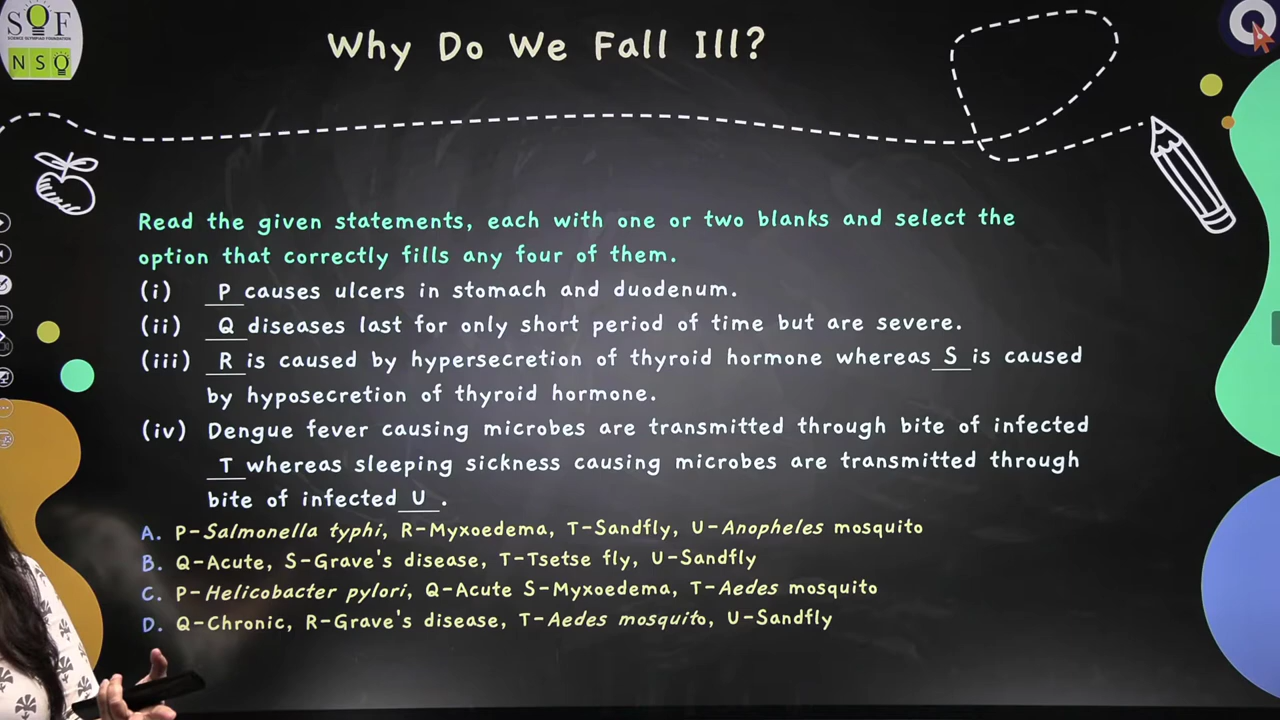 SOF
SCIENCE OLYMPIAD FOUNDATION
NSO
Why Do We Fall Ill?
Read the given statements, each with one or two blanks and select the
option that correctly fills any four of them.
(i) P causes ulcers in stomach and duodenum.
(ii) Q diseases last for only short period of time but are severe.
(iii) R is caused by hypersecretion of thyroid hormone whereas S is caused
by hyposecretion of thyroid hormone.
(iv) Dengue fever causing microbes are transmitted through bite of infected
T whereas sleeping sickness causing microbes are transmitted through
bite of infected U.
A. P-Salmonella typhi, R-Myxoedema, T-Sandfly, U-Anopheles mosquito
B. Q-Acute, S-Grave's disease, T-Tsetse fly, U-Sandfly
C. P-Helicobacter pylori, Q-Acute S-Myxoedema, T-Aedes mosquito
D. Q-Chronic, R-Grave's disease, T-Aedes mosquito, U-Sandfly